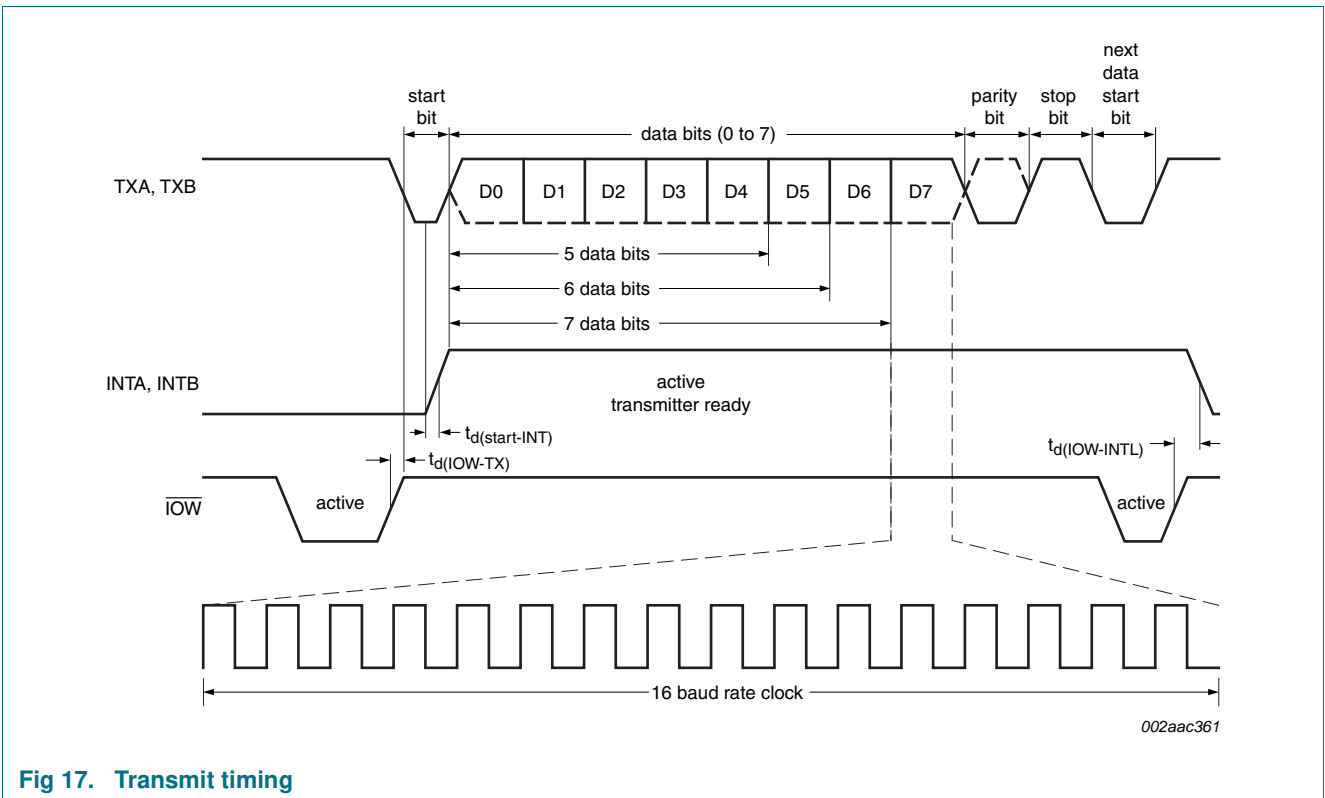 next
data
start
bit
start
bit
parity
bit
stop
bit
data bits (0 to 7)
TXA, TXB
D0 D1 D2 D3 D4 D5 D6 D7
5 data bits
6 data bits
7 data bits
INTA, INTB
active
transmitter ready
td(start-INT)
td(IOW-TX)
td(IOW-INTL)
IOW
active
active
16 baud rate clock
002aac361
Fig 17. Transmit timing